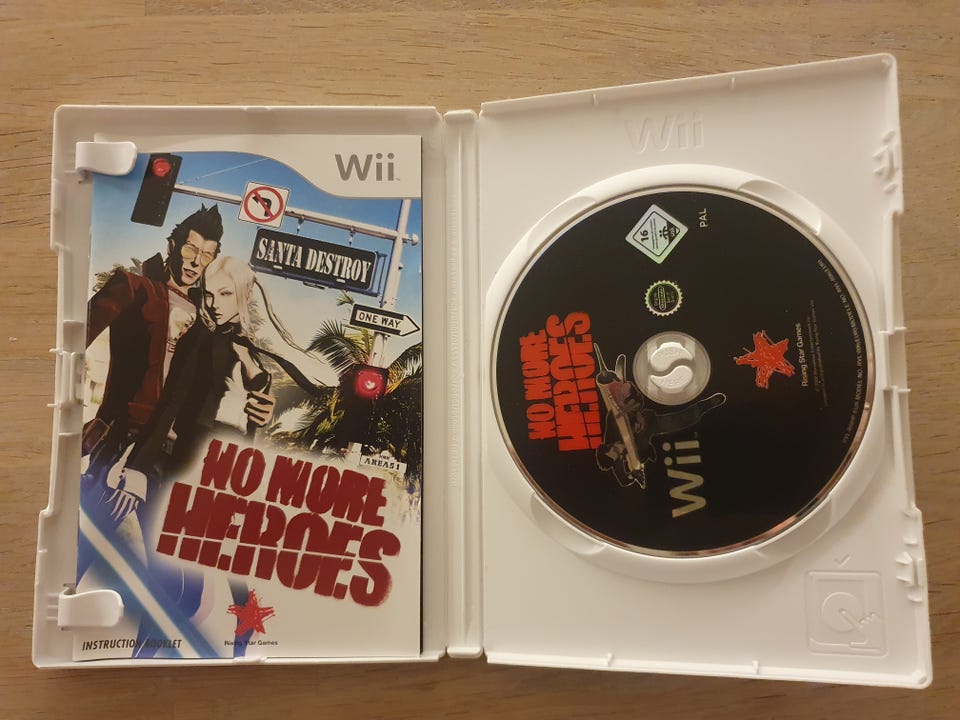 Wii
SANTA DESTROY
ONE WAY
AREA51
NO MORE
HEROES
INSTRUCTION BOOKLET
Rising Star Games
Wii
16
PAL
NO MORE
HEROES
Rising Star Games
Wii